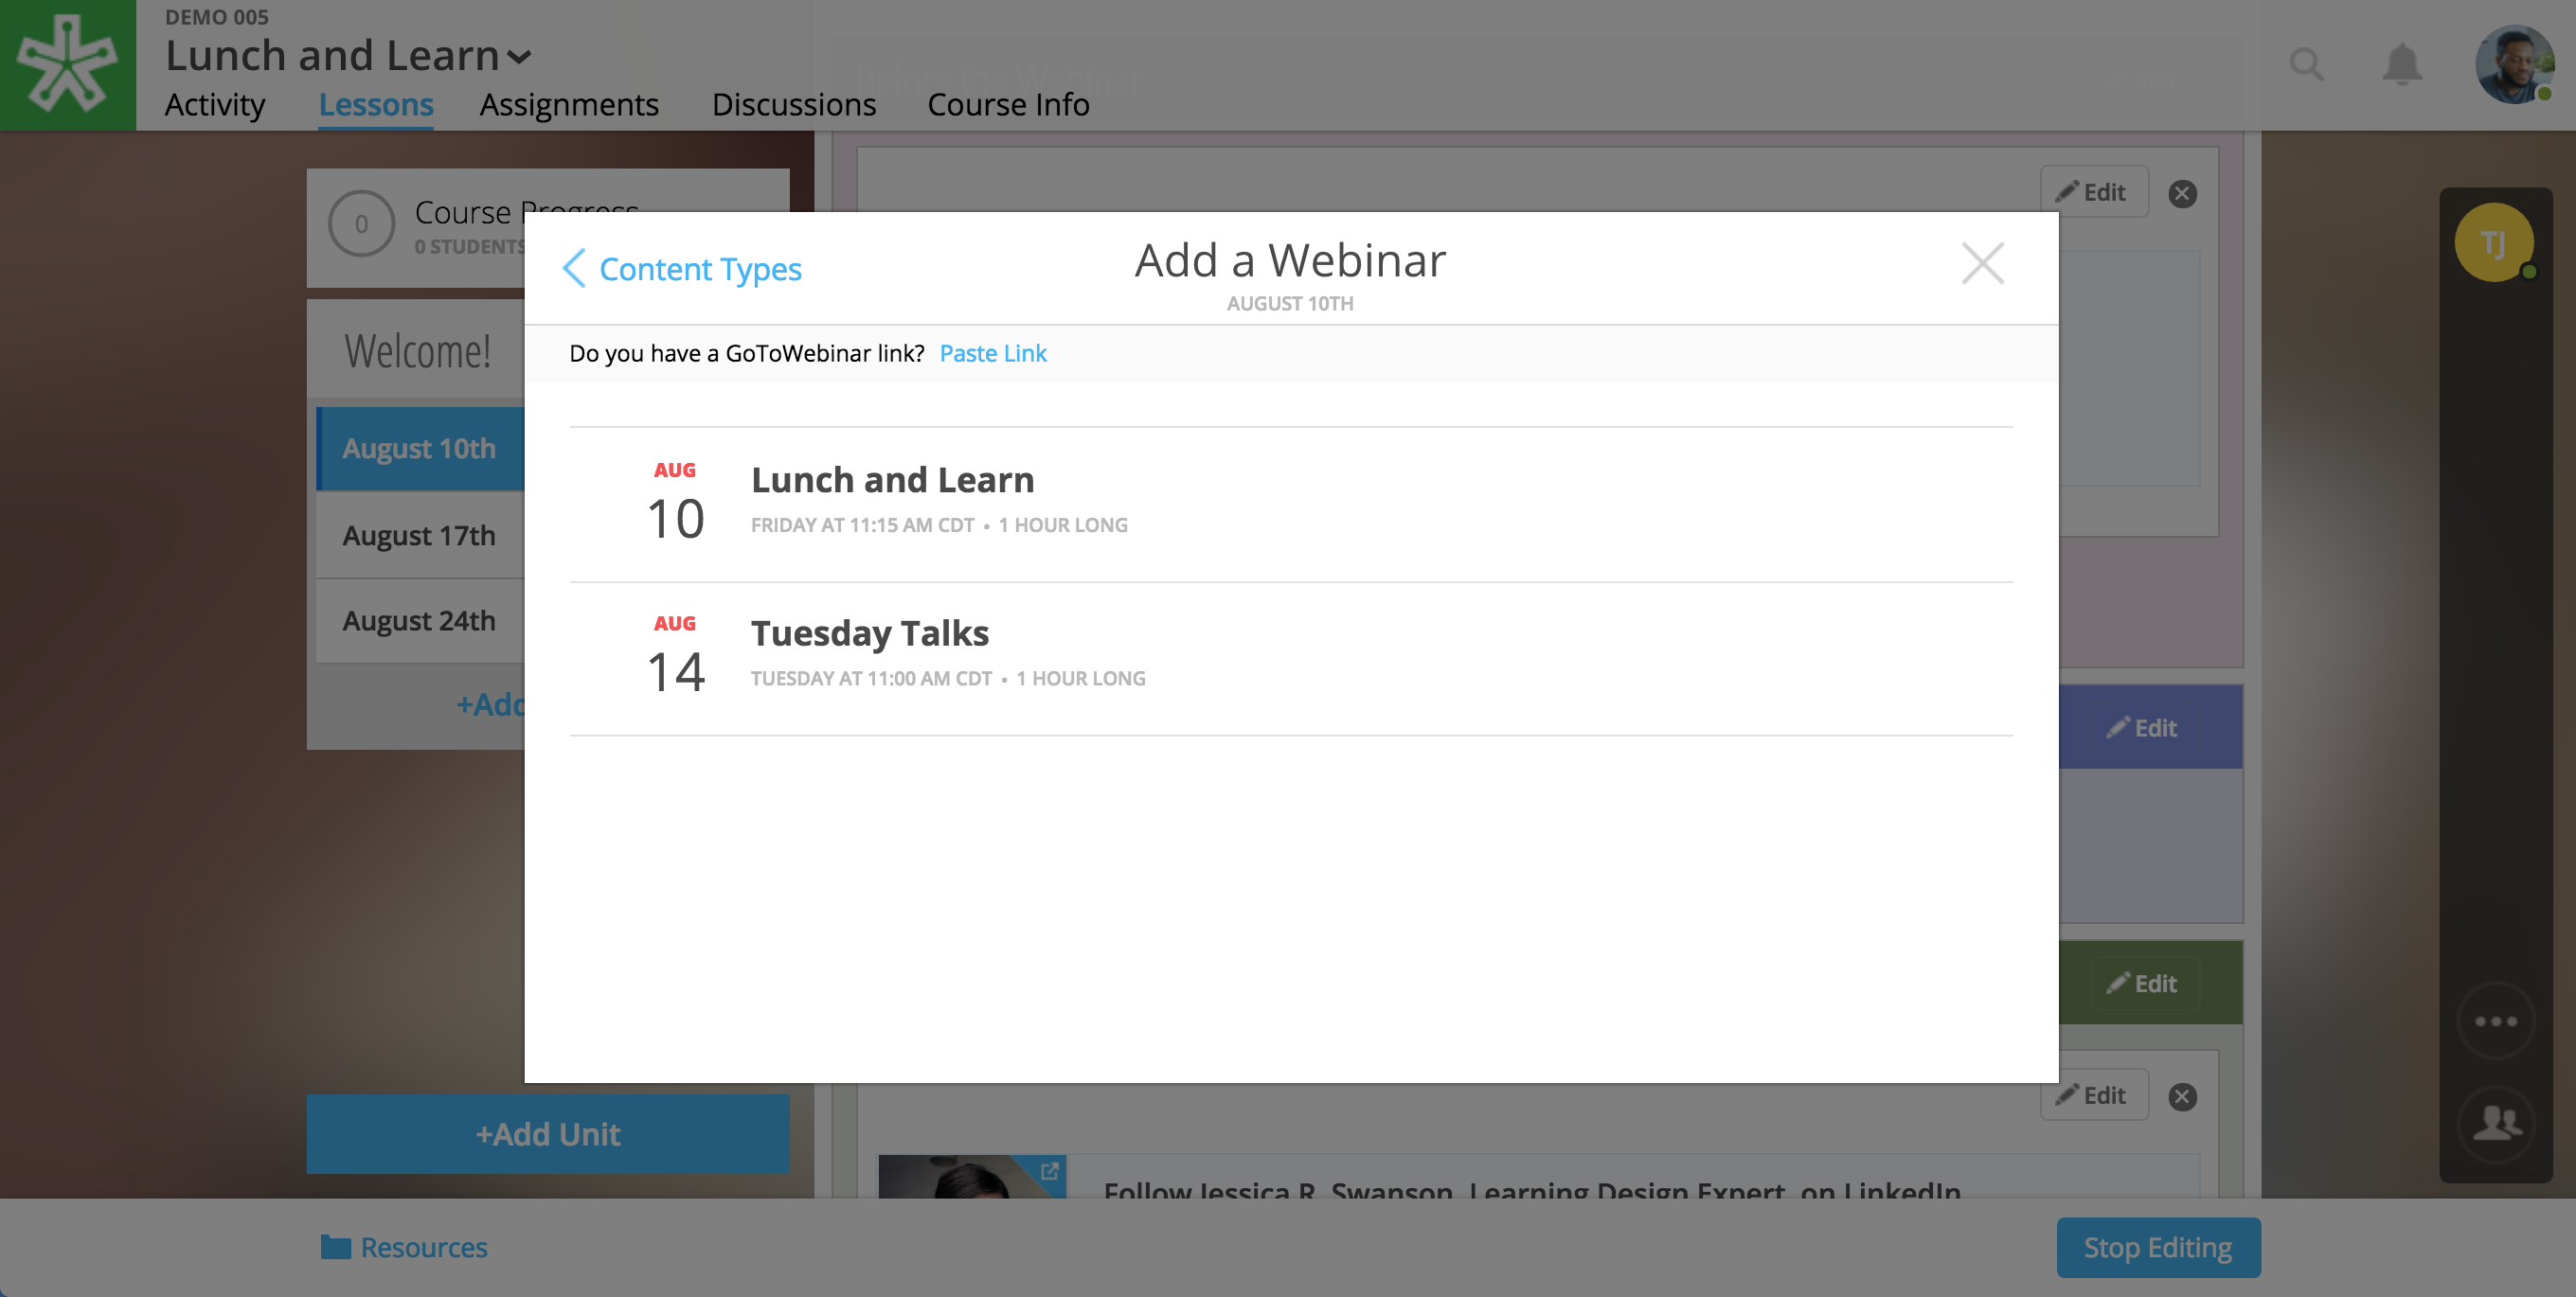 DEMO 005
Lunch and Learn
Activity
Lessons
Assignments
Discussions
Course Info
Before the Webinar
Edit
0
Course Progress
0 STUDENTS
Edit
Welcome!
August 10th
August 17th
August 24th
Content Types
Add a Webinar
AUGUST 10TH
Do you have a GoToWebinar link? Paste Link
AUG
10
Lunch and Learn
FRIDAY AT 11:15 AM CDT • 1 HOUR LONG
AUG
14
Tuesday Talks
TUESDAY AT 11:00 AM CDT • 1 HOUR LONG
TJ
Edit
Edit
Edit
+Add Unit
Follow Jessica R. Swanson, Learning Design Expert, on LinkedIn
Resources
Stop Editing